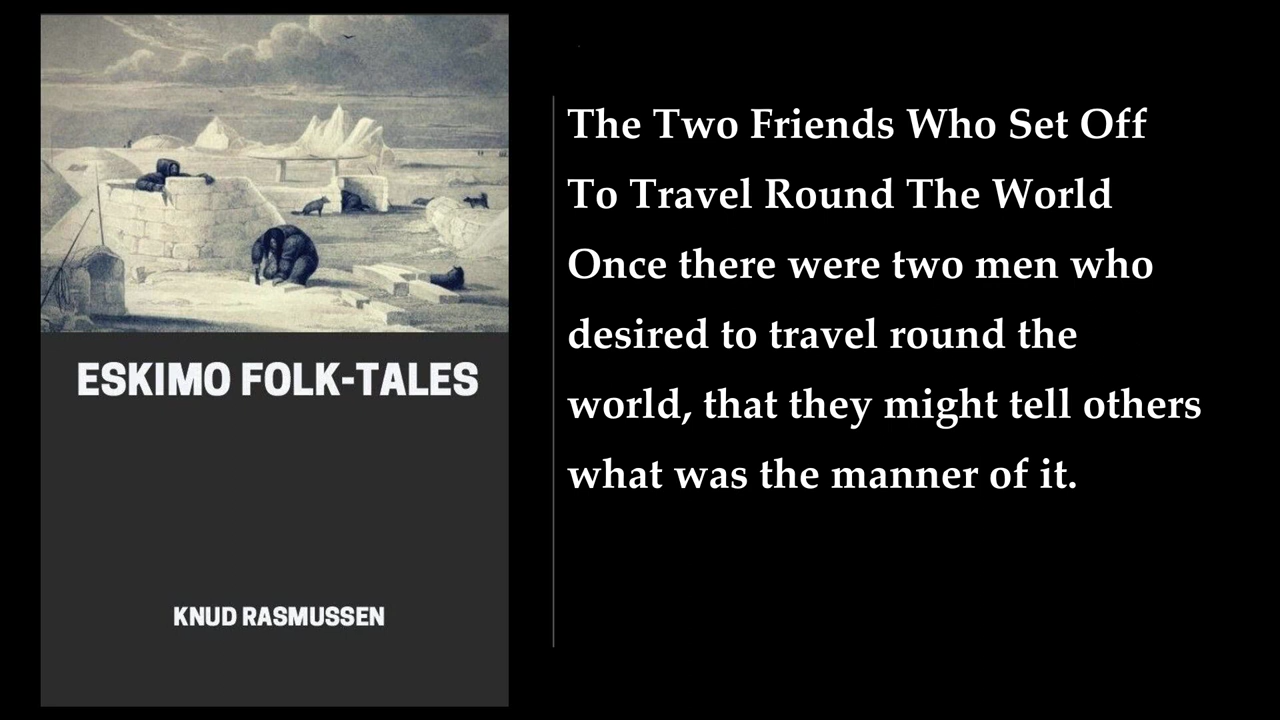 ESKIMO FOLK-TALES
KNUD RASMUSSEN
The Two Friends Who Set Off
To Travel Round The World
Once there were two men who
desired to travel round the
world, that they might tell others
what was the manner of it.